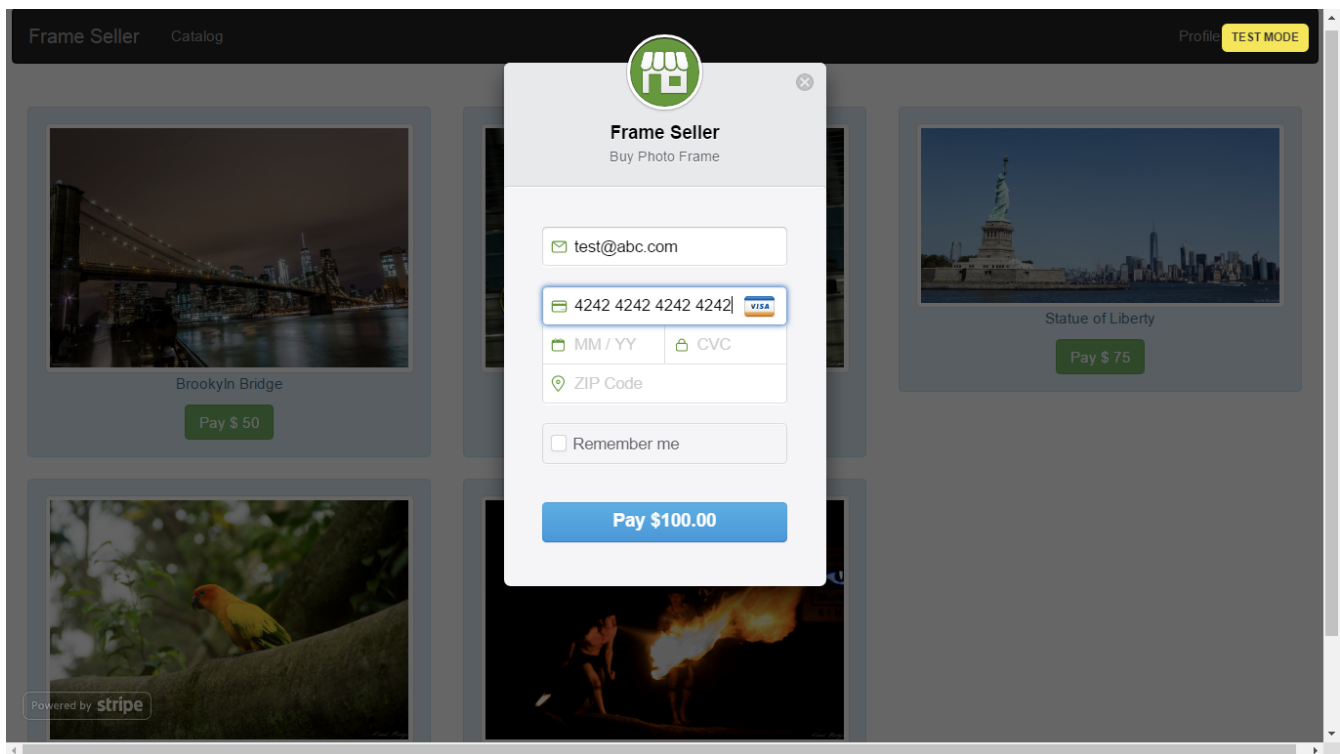 Frame Seller Catalog Profile TEST MODE
Frame Seller
Buy Photo Frame
test@abc.com
4242 4242 4242 4242 VISA
MM / YY CVC
ZIP Code
Remember me
Pay $100.00
Brookyln Bridge
Pay $ 50
Statue of Liberty
Pay $ 75
Powered by stripe